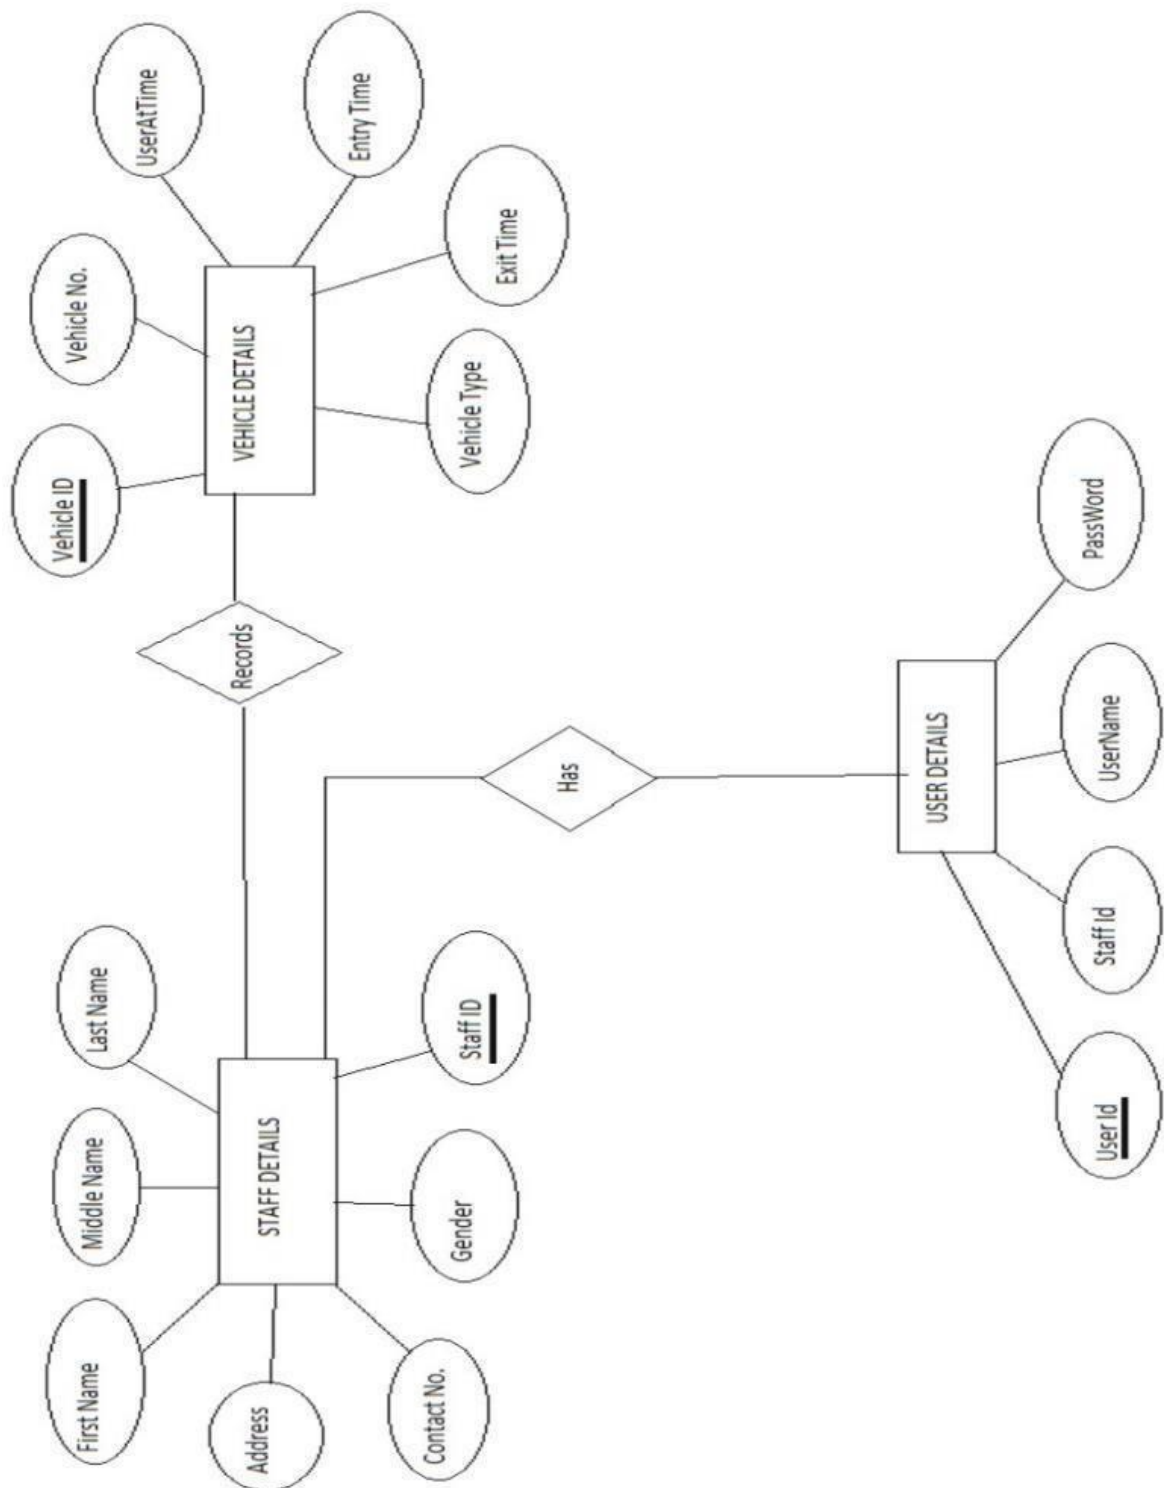 First Name
Middle Name
Last Name
Vehicle ID
Vehicle No.
UserAtTime
Address
STAFF DETAILS
Records
VEHICLE DETAILS
Entry Time
Contact No.
Gender
Staff ID
Vehicle Type
Exit Time
Has
USER DETAILS
User Id
Staff Id
UserName
PassWord